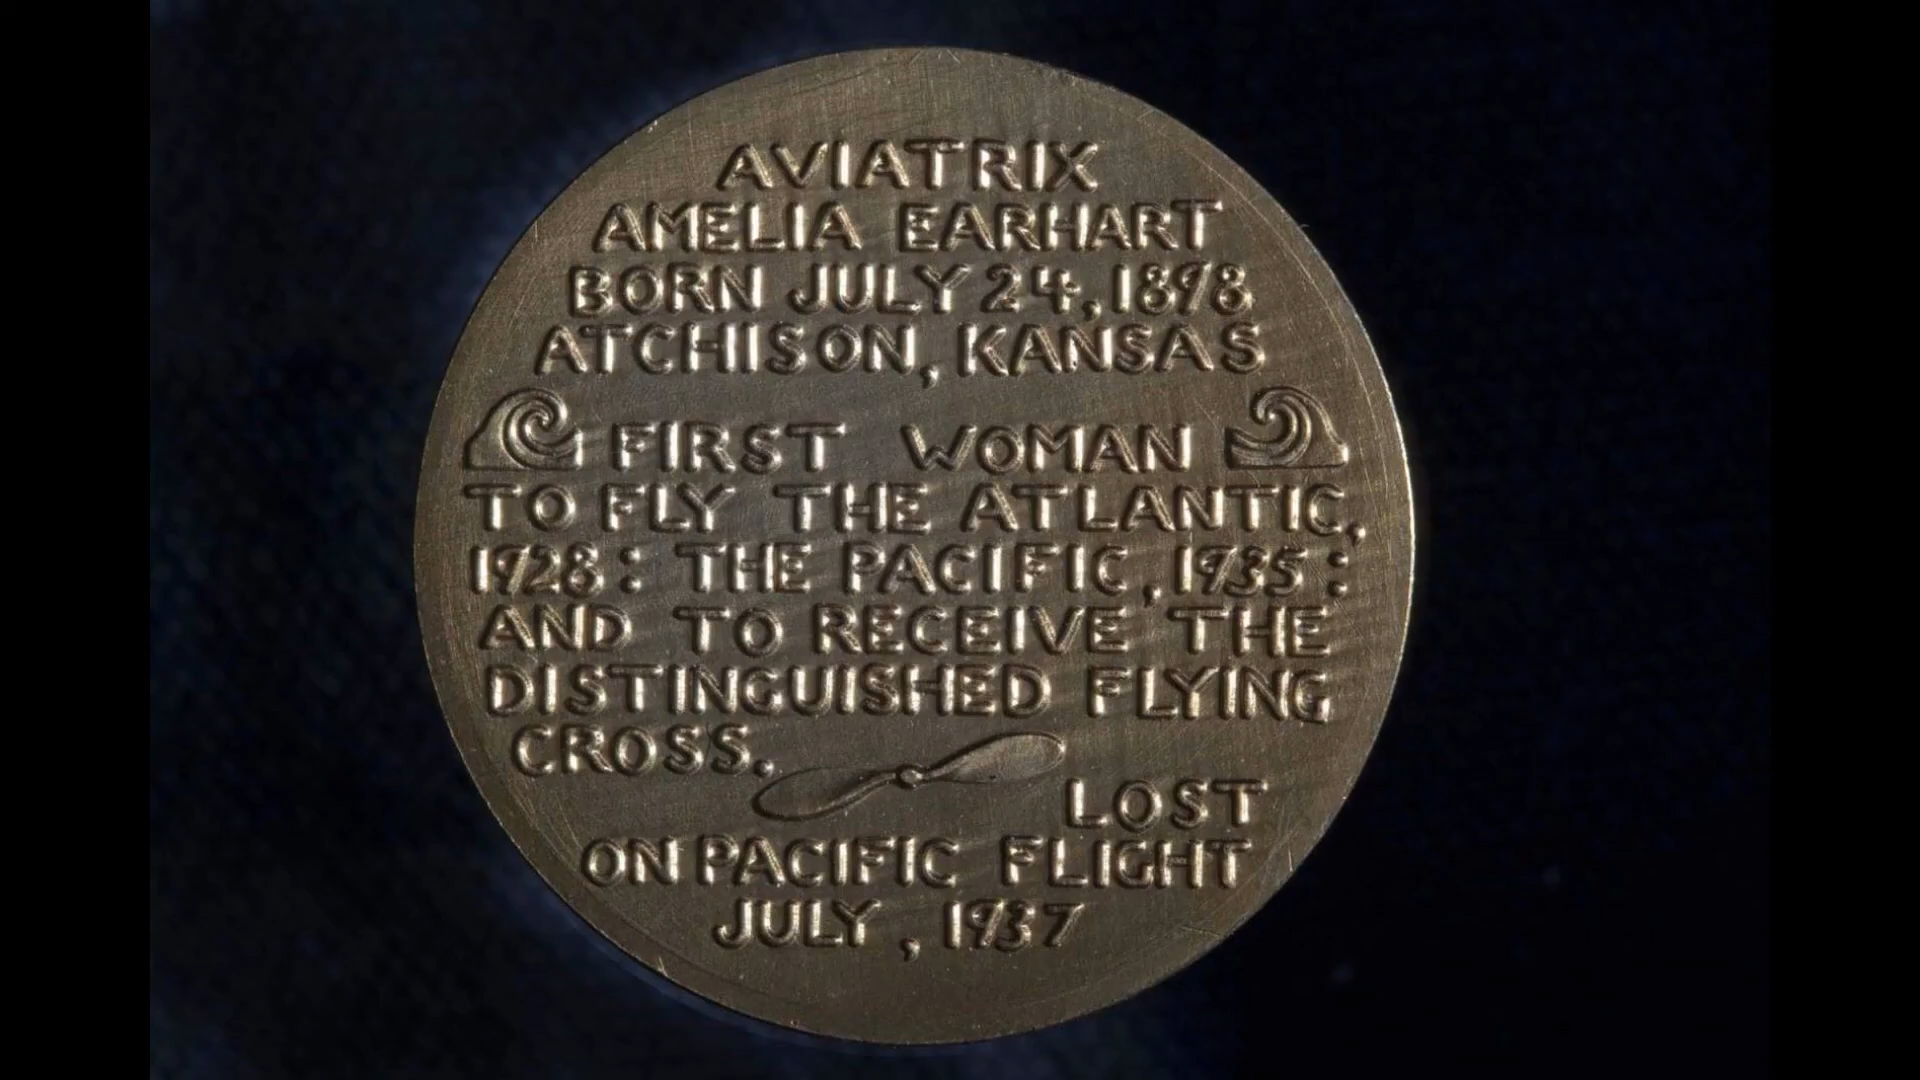 AVIATRIX
AMELIA EARHART
BORN JULY 24, 1898
ATCHISON, KANSAS
FIRST WOMAN
TO FLY THE ATLANTIC,
1928: THE PACIFIC, 1935:
AND TO RECEIVE THE
DISTINGUISHED FLYING
CROSS.
LOST
ON PACIFIC FLIGHT
JULY, 1937